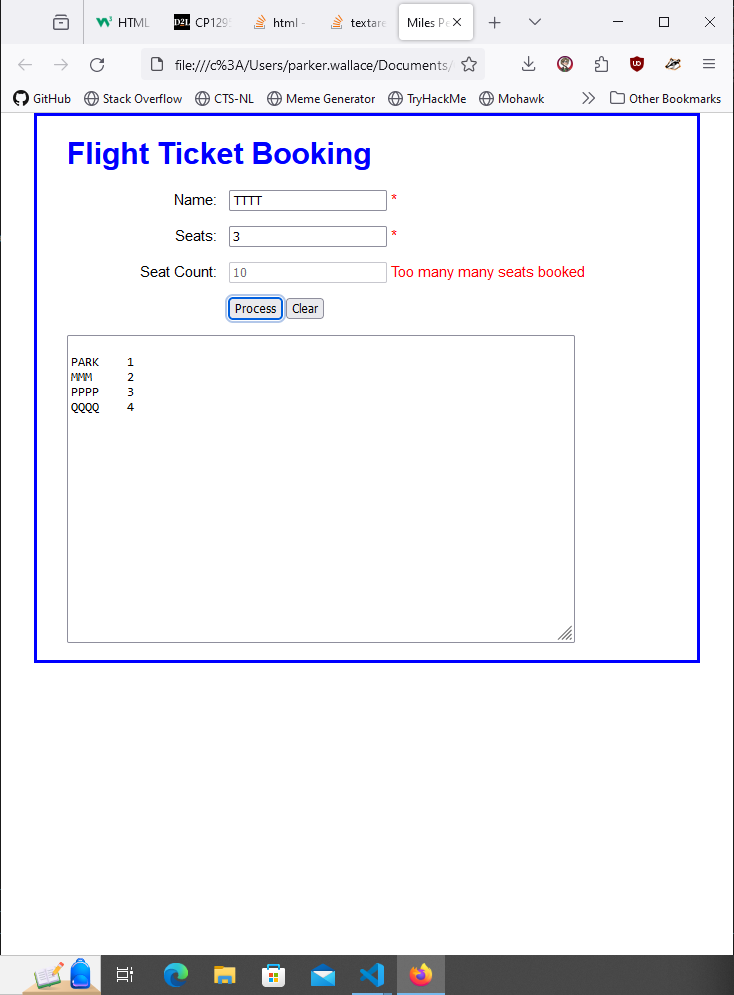 HTML
CP1295
html -
textare
Miles Pe
file:///c%3A/Users/parker.wallace/Documents/
GitHub Stack Overflow CTS-NL Meme Generator TryHackMe Mohawk Other Bookmarks
Flight Ticket Booking
Name: TTTT *
Seats: 3 *
Seat Count: 10 Too many many seats booked
Process Clear
PARK 1
MMM 2
PPPP 3
QQQQ 4